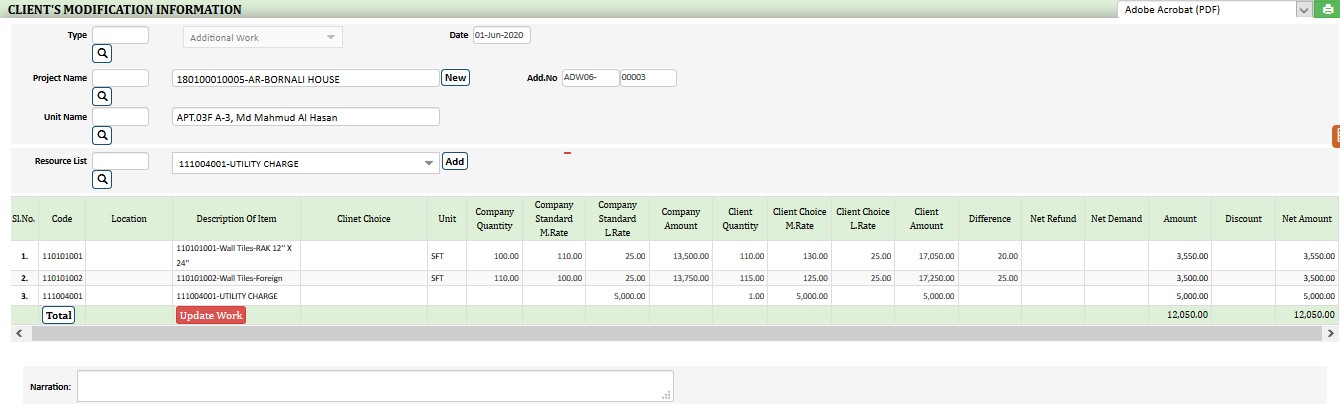 CLIENT'S MODIFICATION INFORMATION Adobe Acrobat (PDF)
Type Additional Work Date 01-Jun-2020
Project Name 180100010005-AR-BORNALI HOUSE New Add.No ADW06- 00003
Unit Name APT.03F A-3, Md Mahmud Al Hasan
Resource List 111004001-UTILITY CHARGE Add
Sl.No. Code Location Description Of Item Clinet Choice Unit Company Quantity Company Standard M.Rate Company Standard L.Rate Company Amount Client Quantity Client Choice M.Rate Client Choice L.Rate Client Amount Difference Net Refund Net Demand Amount Discount Net Amount
1. 110101001 110101001-Wall Tiles-RAK 12" X 24" SFT 100.00 110.00 25.00 13,500.00 110.00 130.00 25.00 17,050.00 20.00 3,550.00 3,550.00
2. 110101002 110101002-Wall Tiles-Foreign SFT 110.00 100.00 25.00 13,750.00 115.00 125.00 25.00 17,250.00 25.00 3,500.00 3,500.00
3. 111004001 111004001-UTILITY CHARGE 5,000.00 1.00 5,000.00 5,000.00 5,000.00 5,000.00
Total Update Work 12,050.00 12,050.00
Narration: